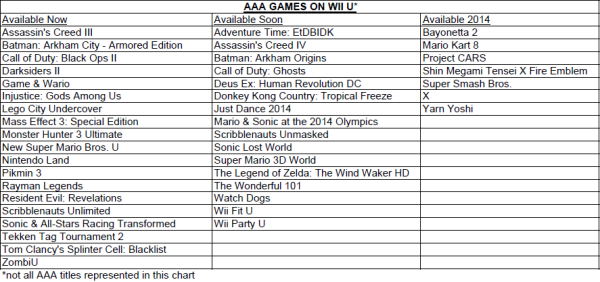 AAA GAMES ON WII U*
Available Now Available Soon Available 2014
Assassin's Creed III Adventure Time: EtDBIDK Bayonetta 2
Batman: Arkham City - Armored Edition Assassin's Creed IV Mario Kart 8
Call of Duty: Black Ops II Batman: Arkham Origins Project CARS
Darksiders II Call of Duty: Ghosts Shin Megami Tensei X Fire Emblem
Game & Wario Deus Ex: Human Revolution DC Super Smash Bros.
Injustice: Gods Among Us Donkey Kong Country: Tropical Freeze X
Lego City Undercover Just Dance 2014 Yarn Yoshi
Mass Effect 3: Special Edition Mario & Sonic at the 2014 Olympics
Monster Hunter 3 Ultimate Scribblenauts Unmasked
New Super Mario Bros. U Sonic Lost World
Nintendo Land Super Mario 3D World
Pikmin 3 The Legend of Zelda: The Wind Waker HD
Rayman Legends The Wonderful 101
Resident Evil: Revelations Watch Dogs
Scribblenauts Unlimited Wii Fit U
Sonic & All-Stars Racing Transformed Wii Party U
Tekken Tag Tournament 2
Tom Clancy's Splinter Cell: Blacklist
ZombiU
*not all AAA titles represented in this chart